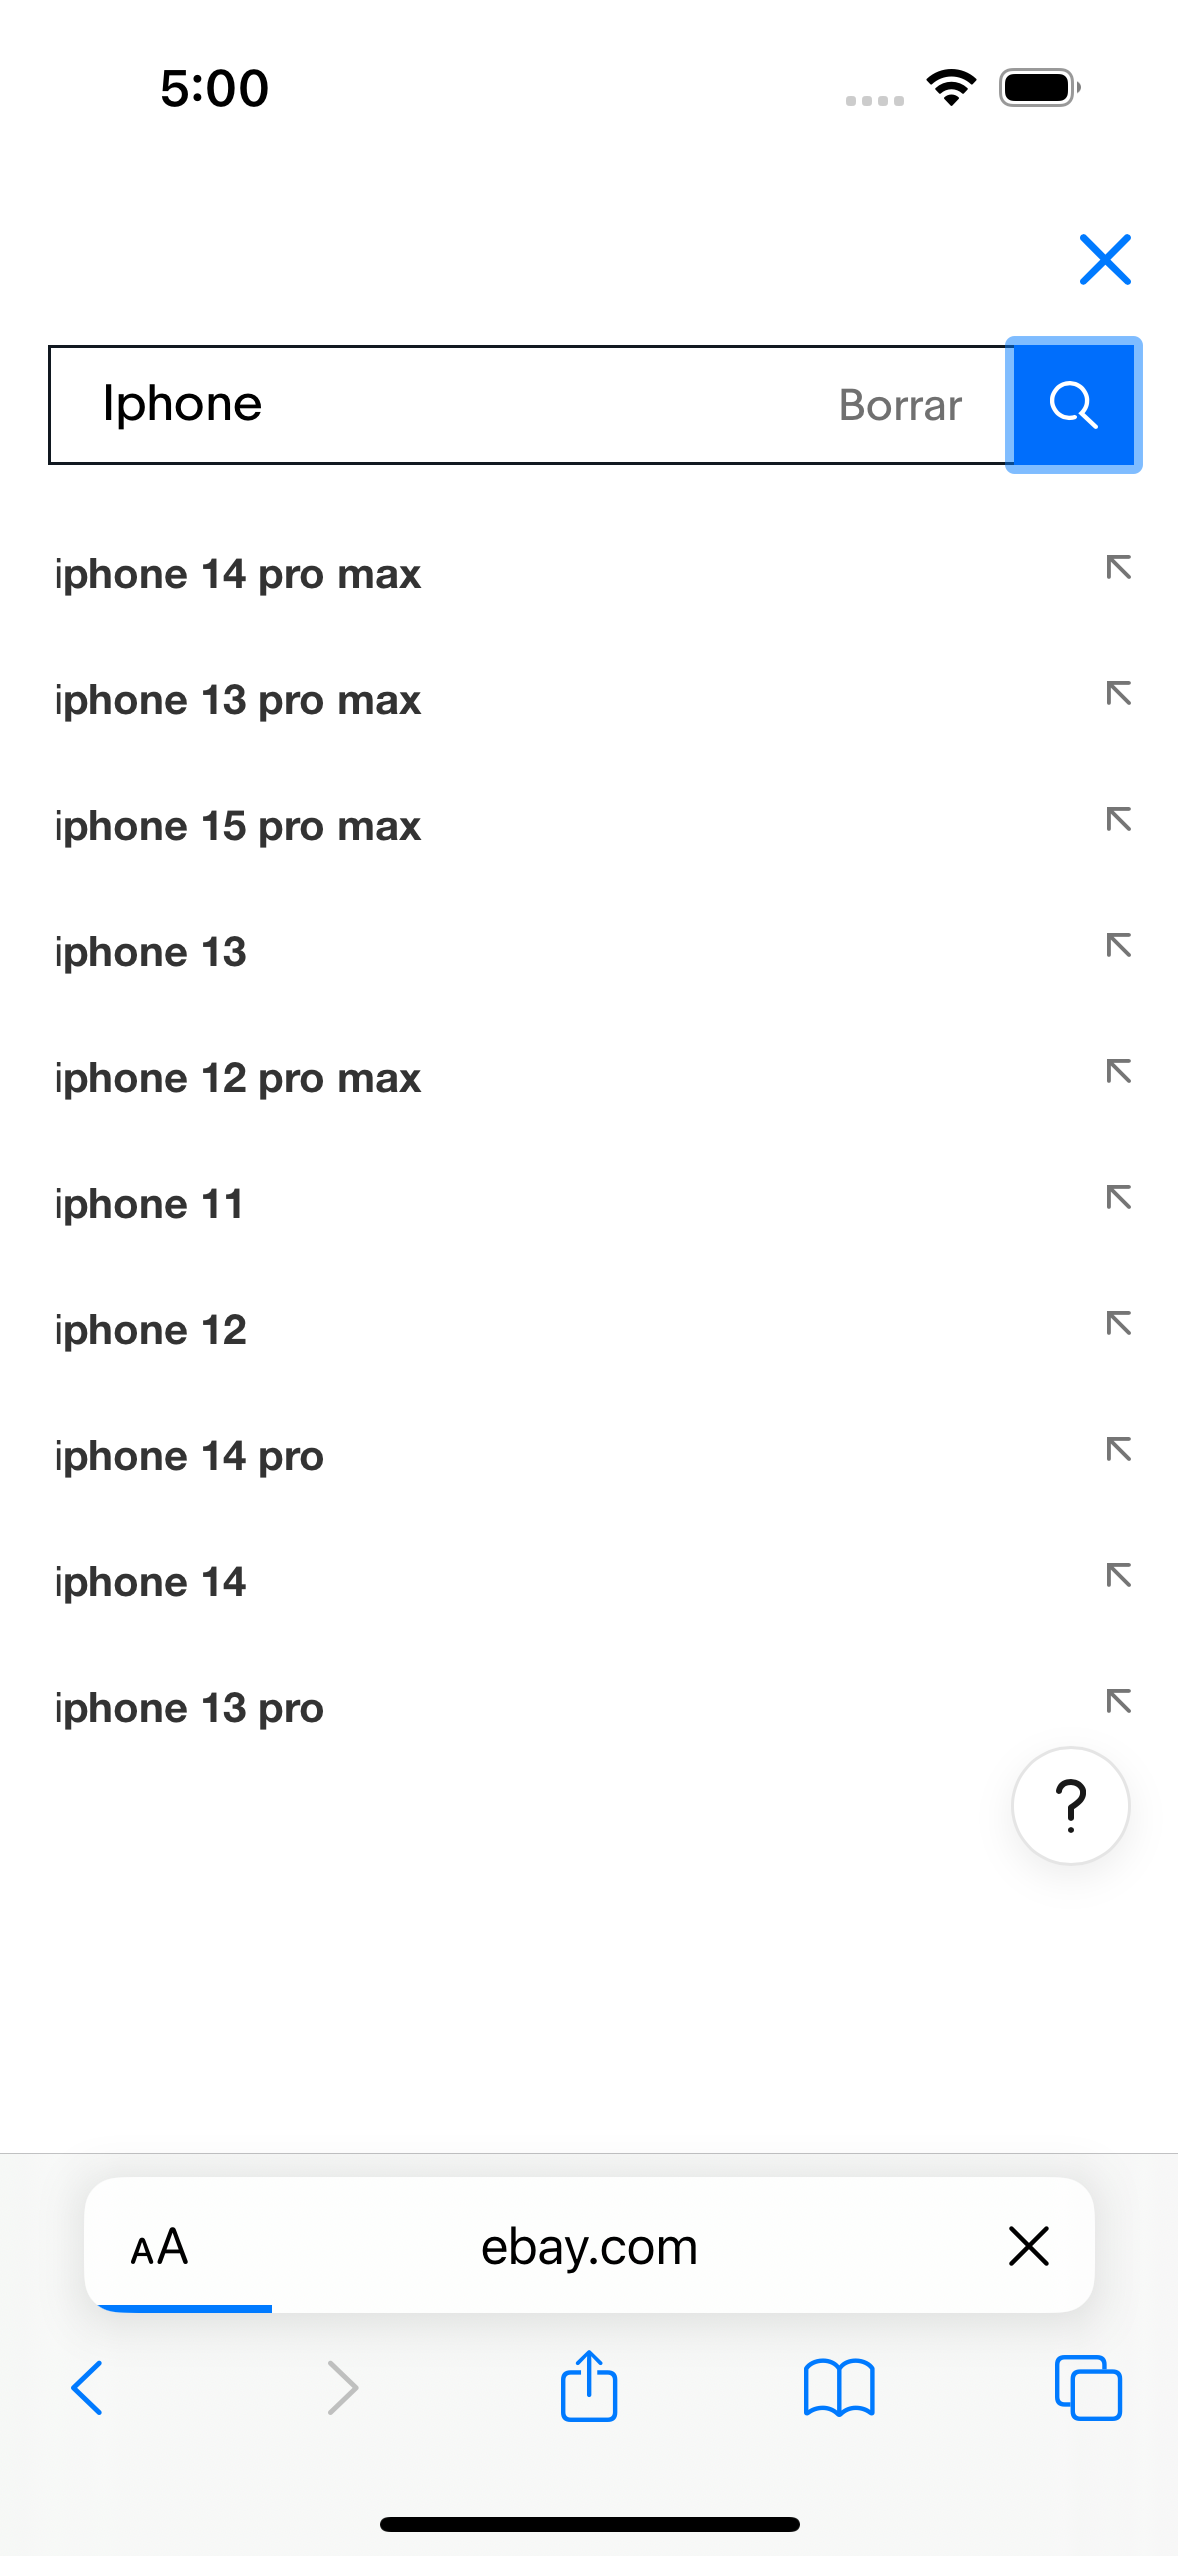 5:00
Iphone Borrar
iphone 14 pro max
iphone 13 pro max
iphone 15 pro max
iphone 13
iphone 12 pro max
iphone 11
iphone 12
iphone 14 pro
iphone 14
iphone 13 pro
?
AA ebay.com